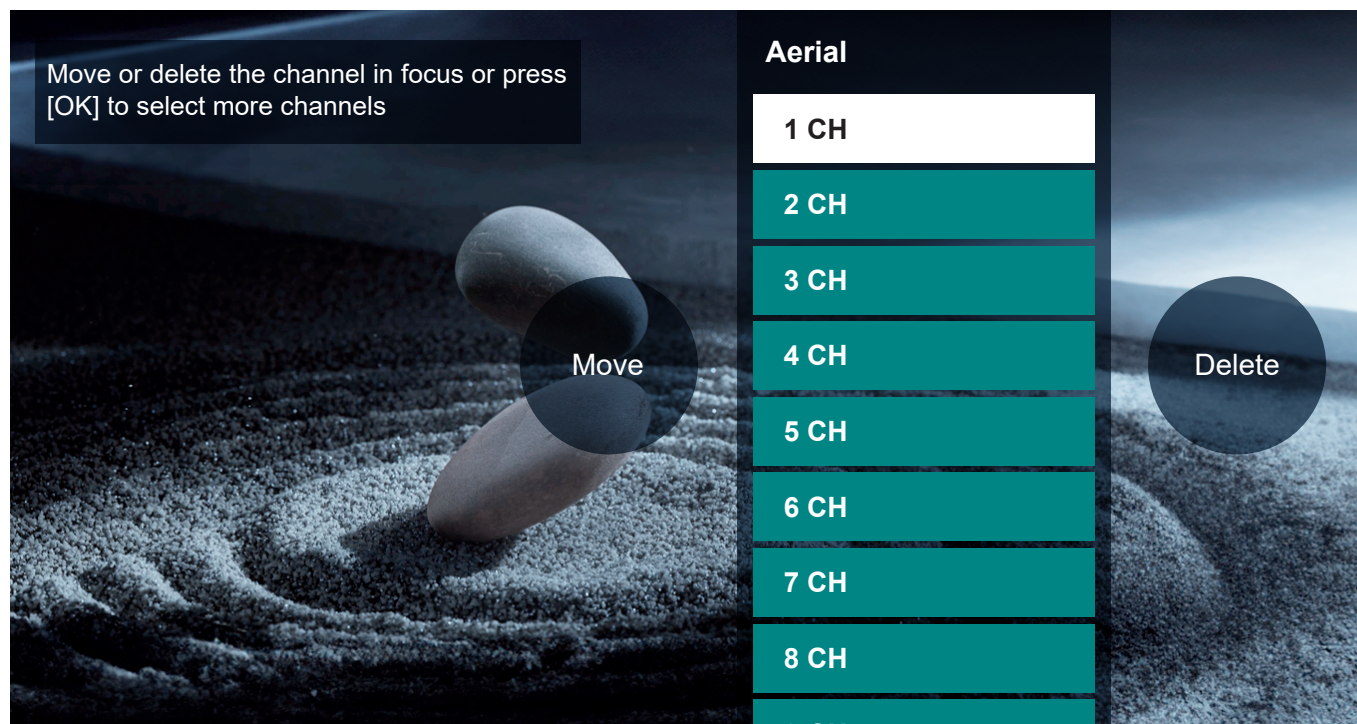 Move or delete the channel in focus or press
[OK] to select more channels
Aerial
1 CH
2 CH
3 CH
4 CH
5 CH
6 CH
7 CH
8 CH
Move
Delete